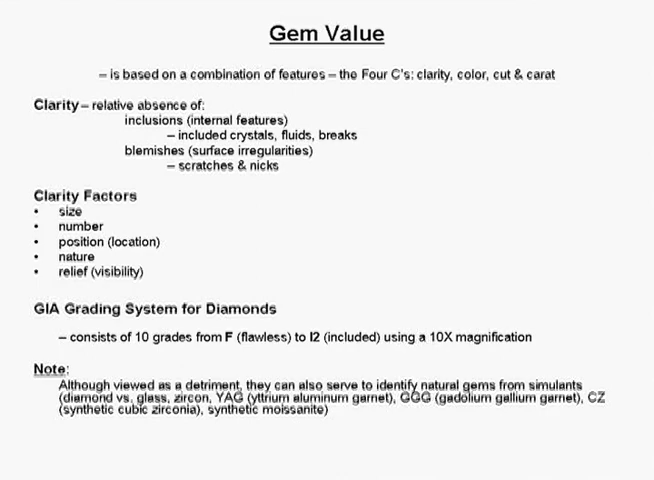 Gem Value
– is based on a combination of features – the Four C's: clarity, color, cut & carat
Clarity – relative absence of:
inclusions (internal features)
– included crystals, fluids, breaks
blemishes (surface irregularities)
– scratches & nicks
Clarity Factors
• size
• number
• position (location)
• nature
• relief (visibility)
GIA Grading System for Diamonds
– consists of 10 grades from F (flawless) to I2 (included) using a 10X magnification
Note:
Although viewed as a detriment, they can also serve to identify natural gems from simulants
(diamond vs. glass, zircon, YAG (yttrium aluminum garnet), GGG (gadolium gallium garnet), CZ
(synthetic cubic zirconia), synthetic moissanite)